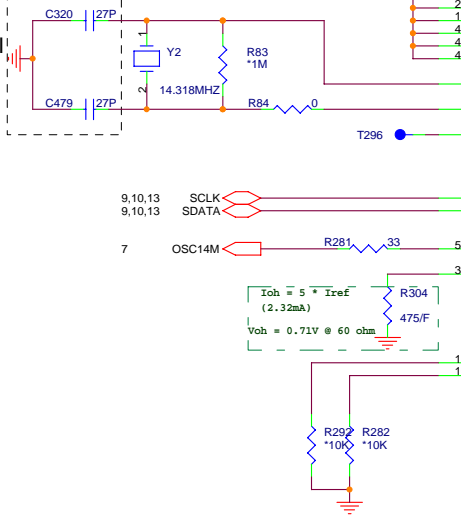 C320 27P
2
1
4
4
4
1
Y2
R83
*1M
2
14.318MHZ
C479 27P
R84 0
T296
9,10,13 SCLK
9,10,13 SDATA
7 OSC14M
R281 33
5
3
Ioh = 5 * Iref
(2.32mA)
Voh = 0.71V @ 60 ohm
R304
475/F
1
1
R292 R282
*10K *10K